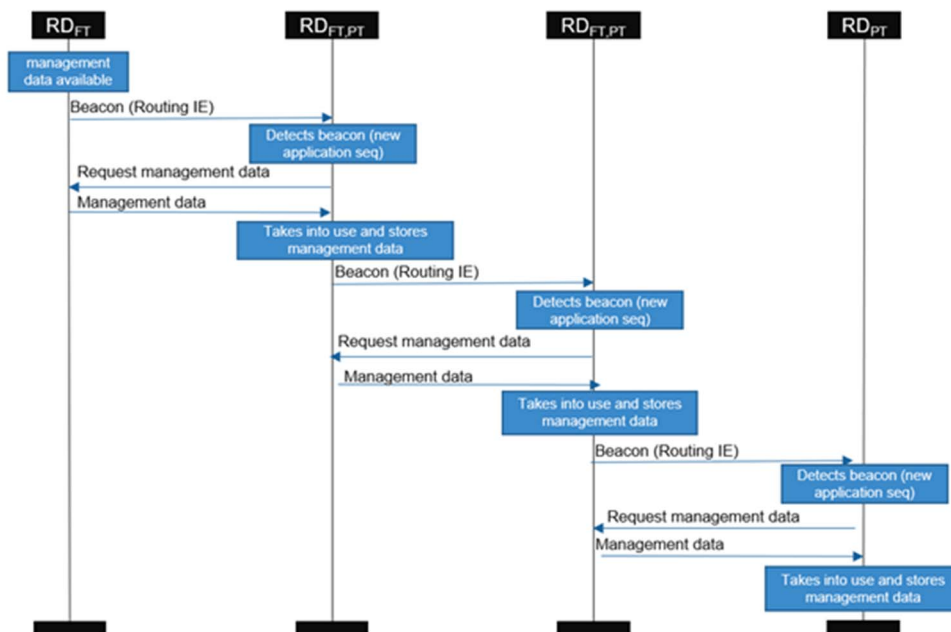 RDFT
RDFT,PT
RDFT,PT
RDPT
management
data available
Beacon (Routing IE)
Detects beacon (new
application seq)
Request management data
Management data
Takes into use and stores
management data
Beacon (Routing IE)
Detects beacon (new
application seq)
Request management data
Management data
Takes into use and stores
management data
Beacon (Routing IE)
Detects beacon (new
application seq)
Request management data
Management data
Takes into use and stores
management data